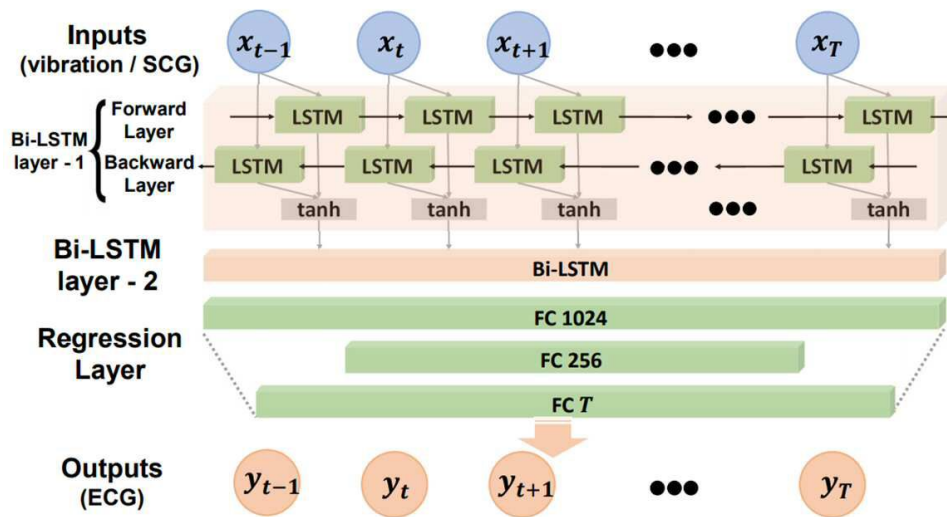 Inputs
(vibration / SCG)
x_{t-1} x_t x_{t+1} ●●● x_T
Bi-LSTM
layer - 1
Forward
Layer
LSTM LSTM LSTM ●●● LSTM
Backward
Layer
LSTM LSTM LSTM ●●● LSTM
tanh tanh tanh ●●● tanh
Bi-LSTM
layer - 2
Bi-LSTM
Regression
Layer
FC 1024
FC 256
FC T
Outputs
(ECG)
y_{t-1} y_t y_{t+1} ●●● y_T